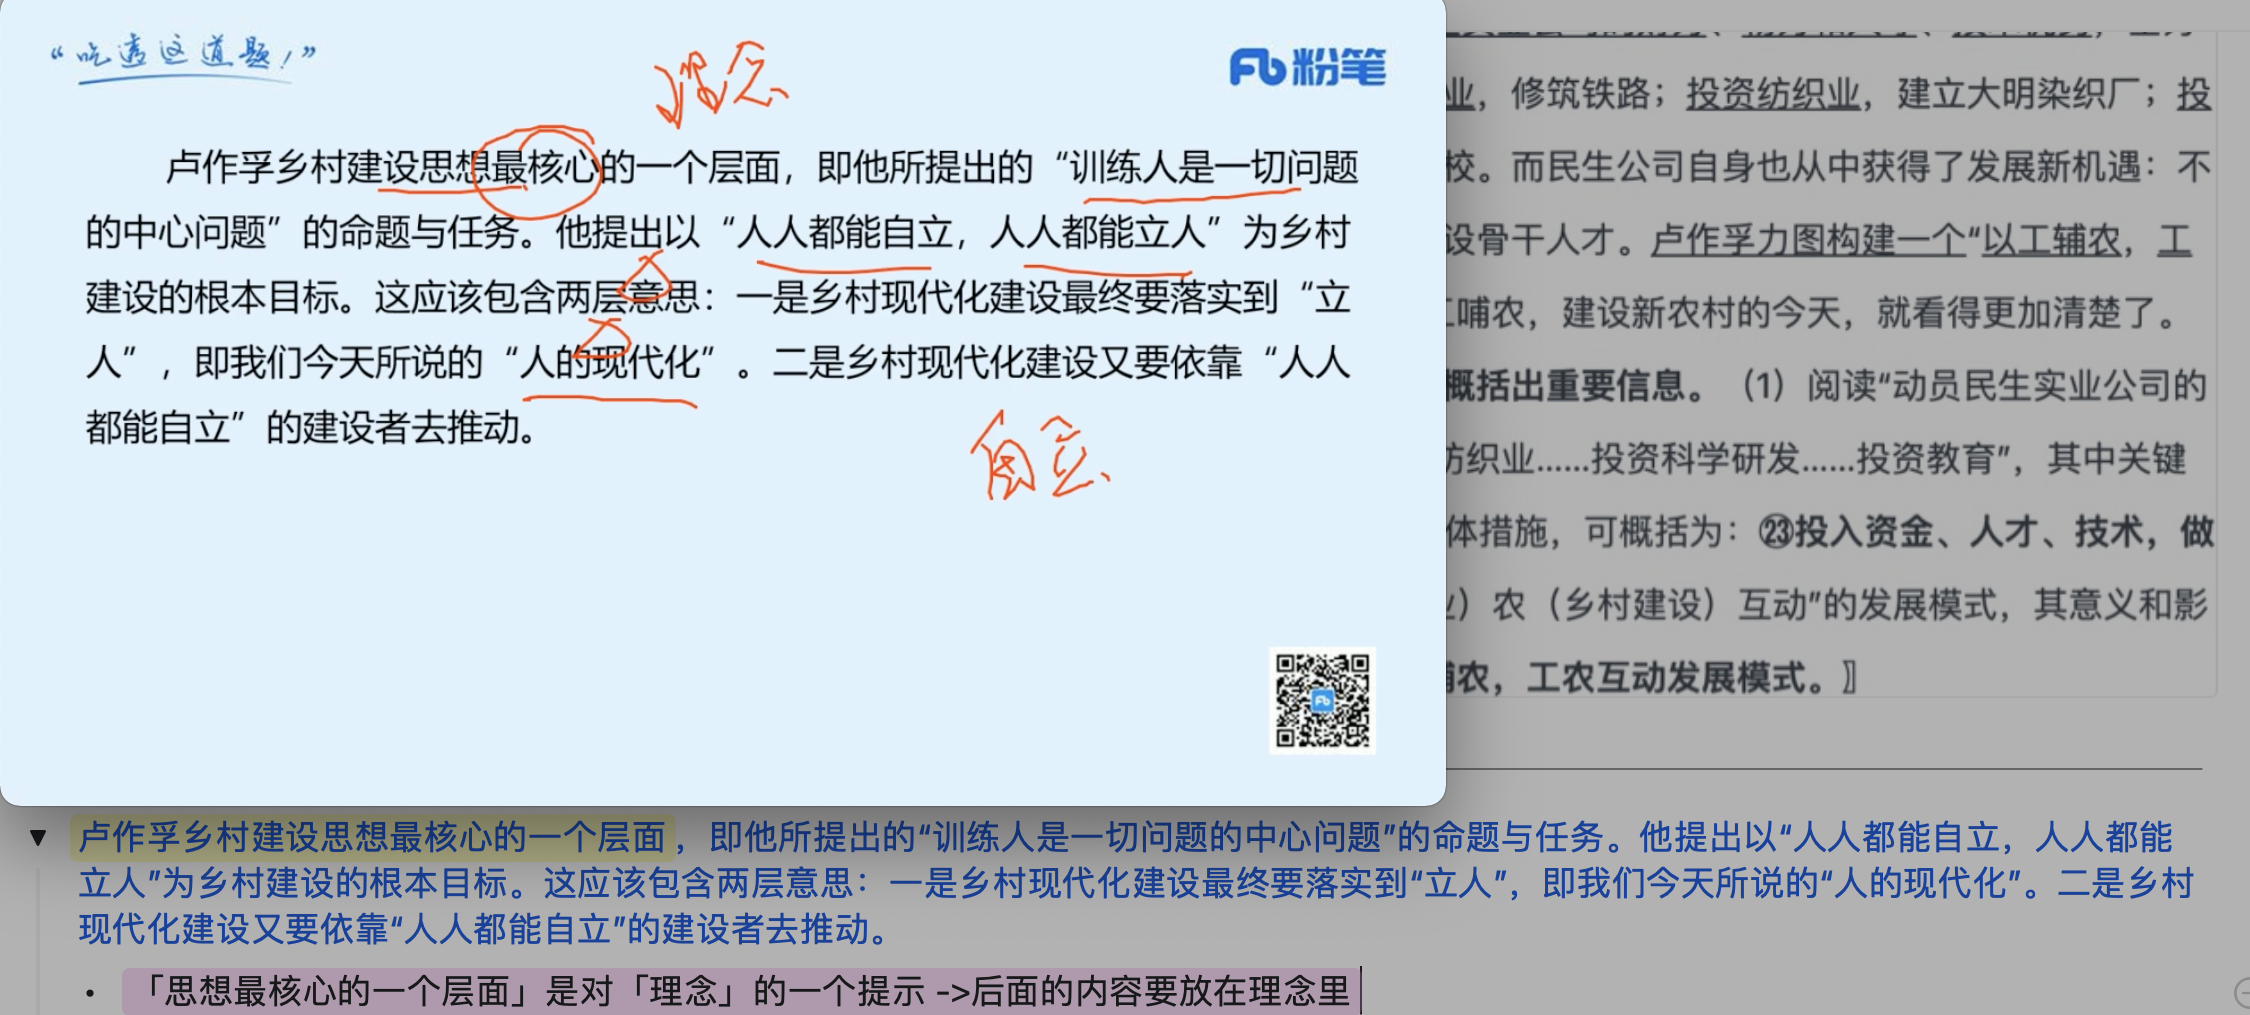 “吃透这道题！”
理念
粉笔
卢作孚乡村建设思想最核心的一个层面，即他所提出的“训练人是一切问题
的中心问题”的命题与任务。他提出以“人人都能自立，人人都能立人”为乡村
建设的根本目标。这应该包含两层意思：一是乡村现代化建设最终要落实到“立
人”，即我们今天所说的“人的现代化”。二是乡村现代化建设又要依靠“人人
都能自立”的建设者去推动。
业，修筑铁路；投资纺织业，建立大明染织厂；投
校。而民生公司自身也从中获得了发展新机遇：不
设骨干人才。卢作孚力图构建一个“以工辅农，工
哺农，建设新农村的今天，就看得更加清楚了。
概括出重要信息。（1）阅读“动员民生实业公司的
纺织业……投资科学研发……投资教育”，其中关键
体措施，可概括为：㉓投入资金、人才、技术，做
）农（乡村建设）互动”的发展模式，其意义和影
辅农，工农互动发展模式。〗
卢作孚乡村建设思想最核心的一个层面，即他所提出的“训练人是一切问题的中心问题”的命题与任务。他提出以“人人都能自立，人人都能
立人”为乡村建设的根本目标。这应该包含两层意思：一是乡村现代化建设最终要落实到“立人”，即我们今天所说的“人的现代化”。二是乡村
现代化建设又要依靠“人人都能自立”的建设者去推动。
「思想最核心的一个层面」是对「理念」的一个提示 ->后面的内容要放在理念里